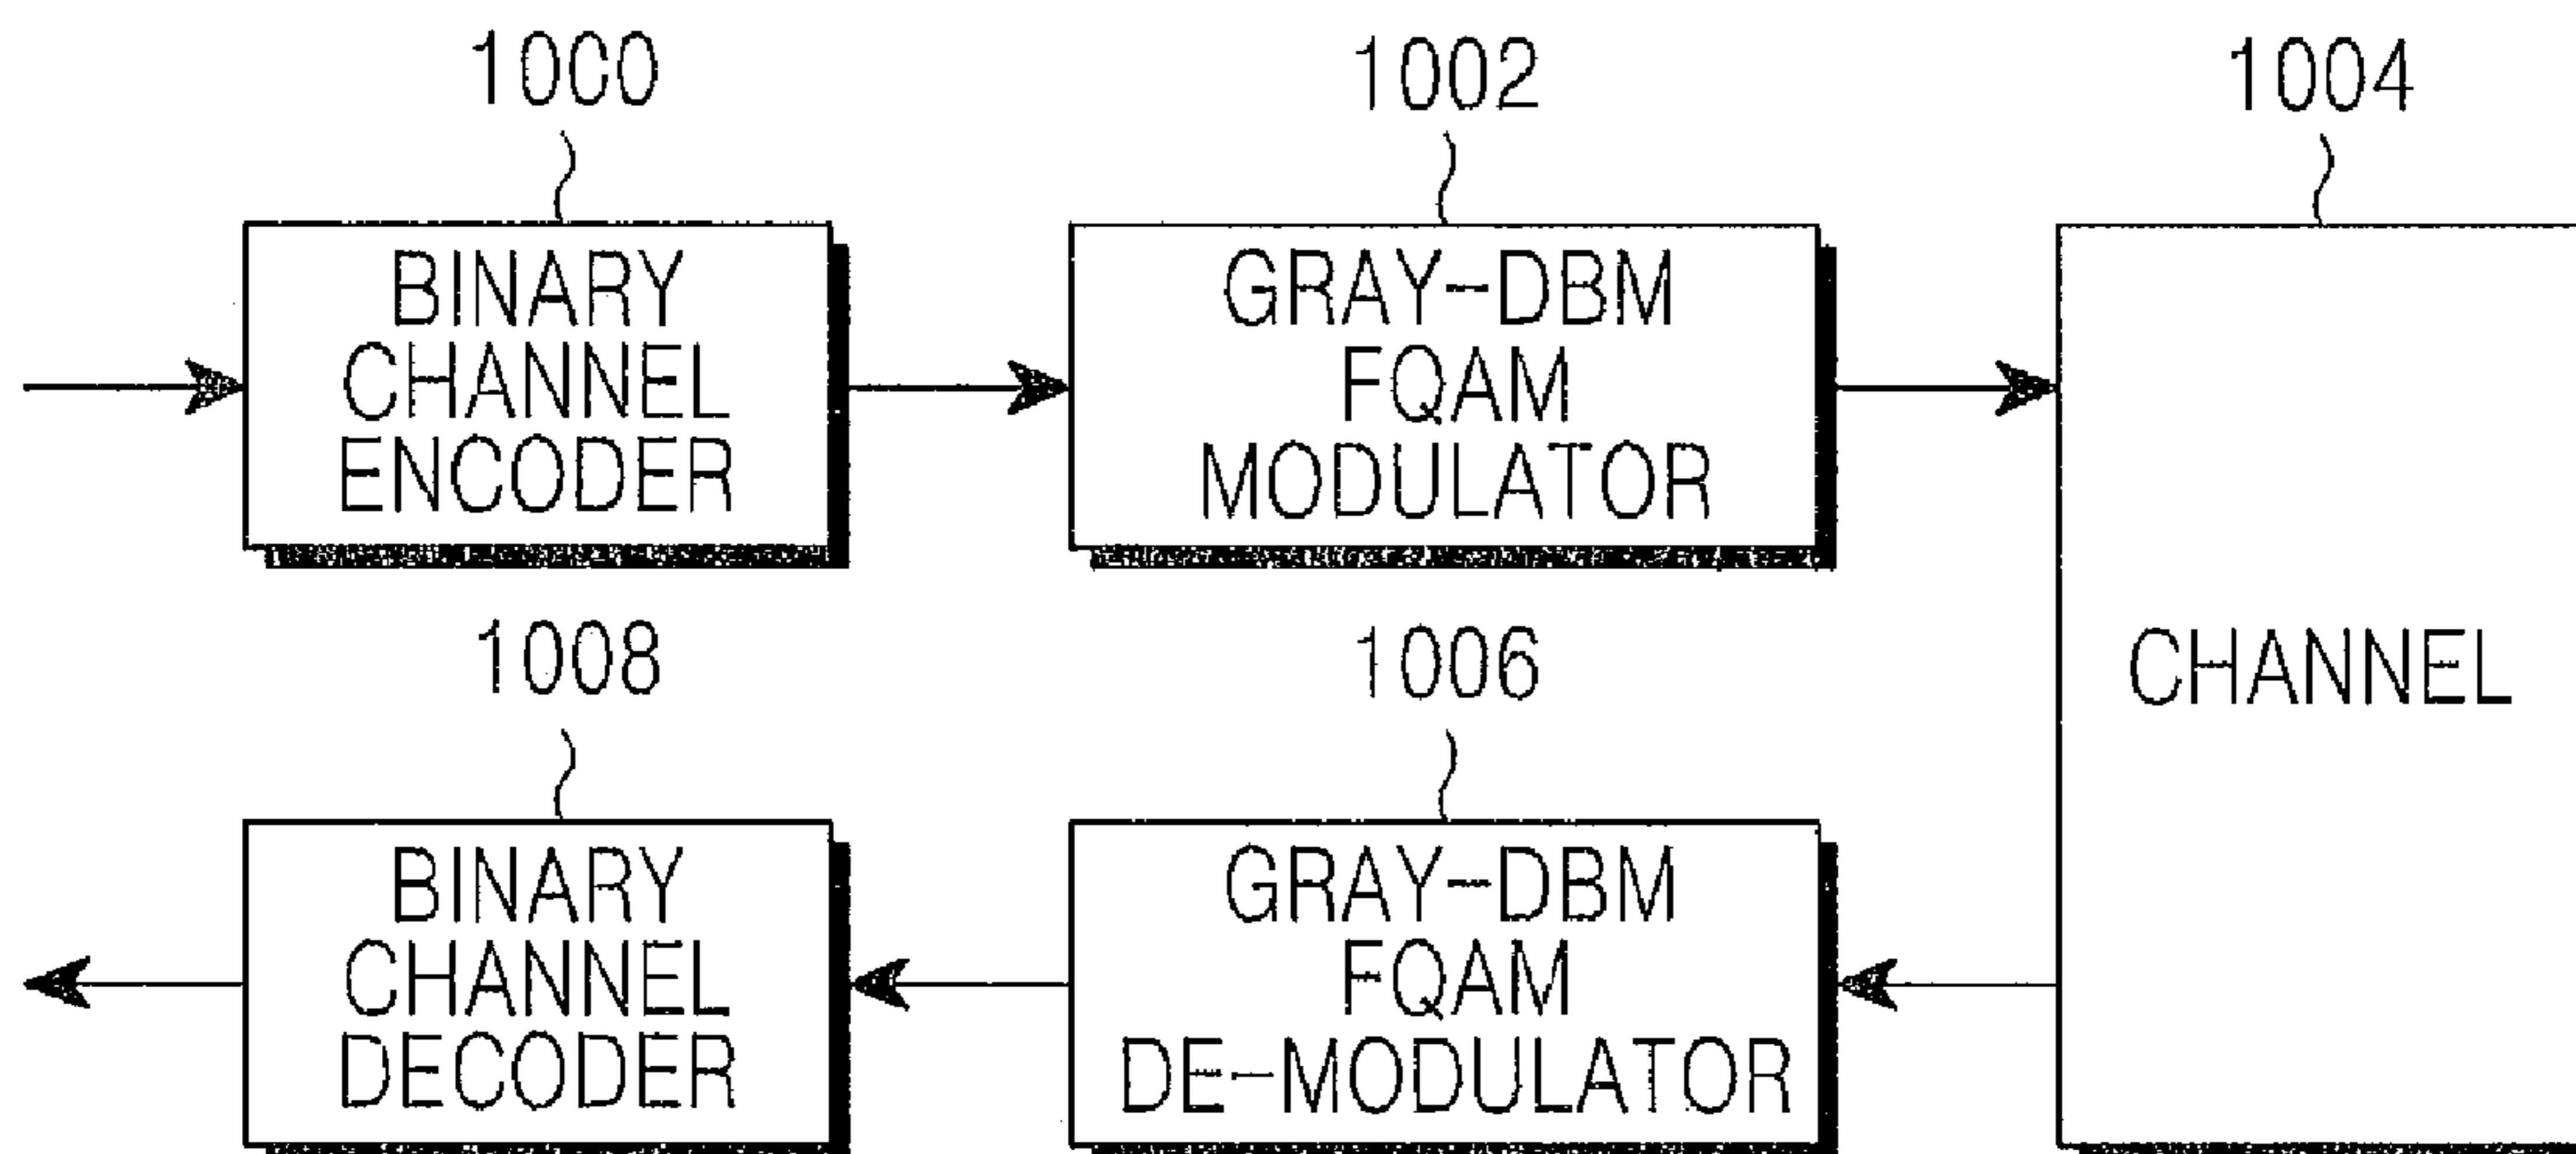 1000
1002
1004
BINARY
CHANNEL
ENCODER
GRAY-DBM
FQAM
MODULATOR
CHANNEL
1008
1006
BINARY
CHANNEL
DECODER
GRAY-DBM
FQAM
DE-MODULATOR